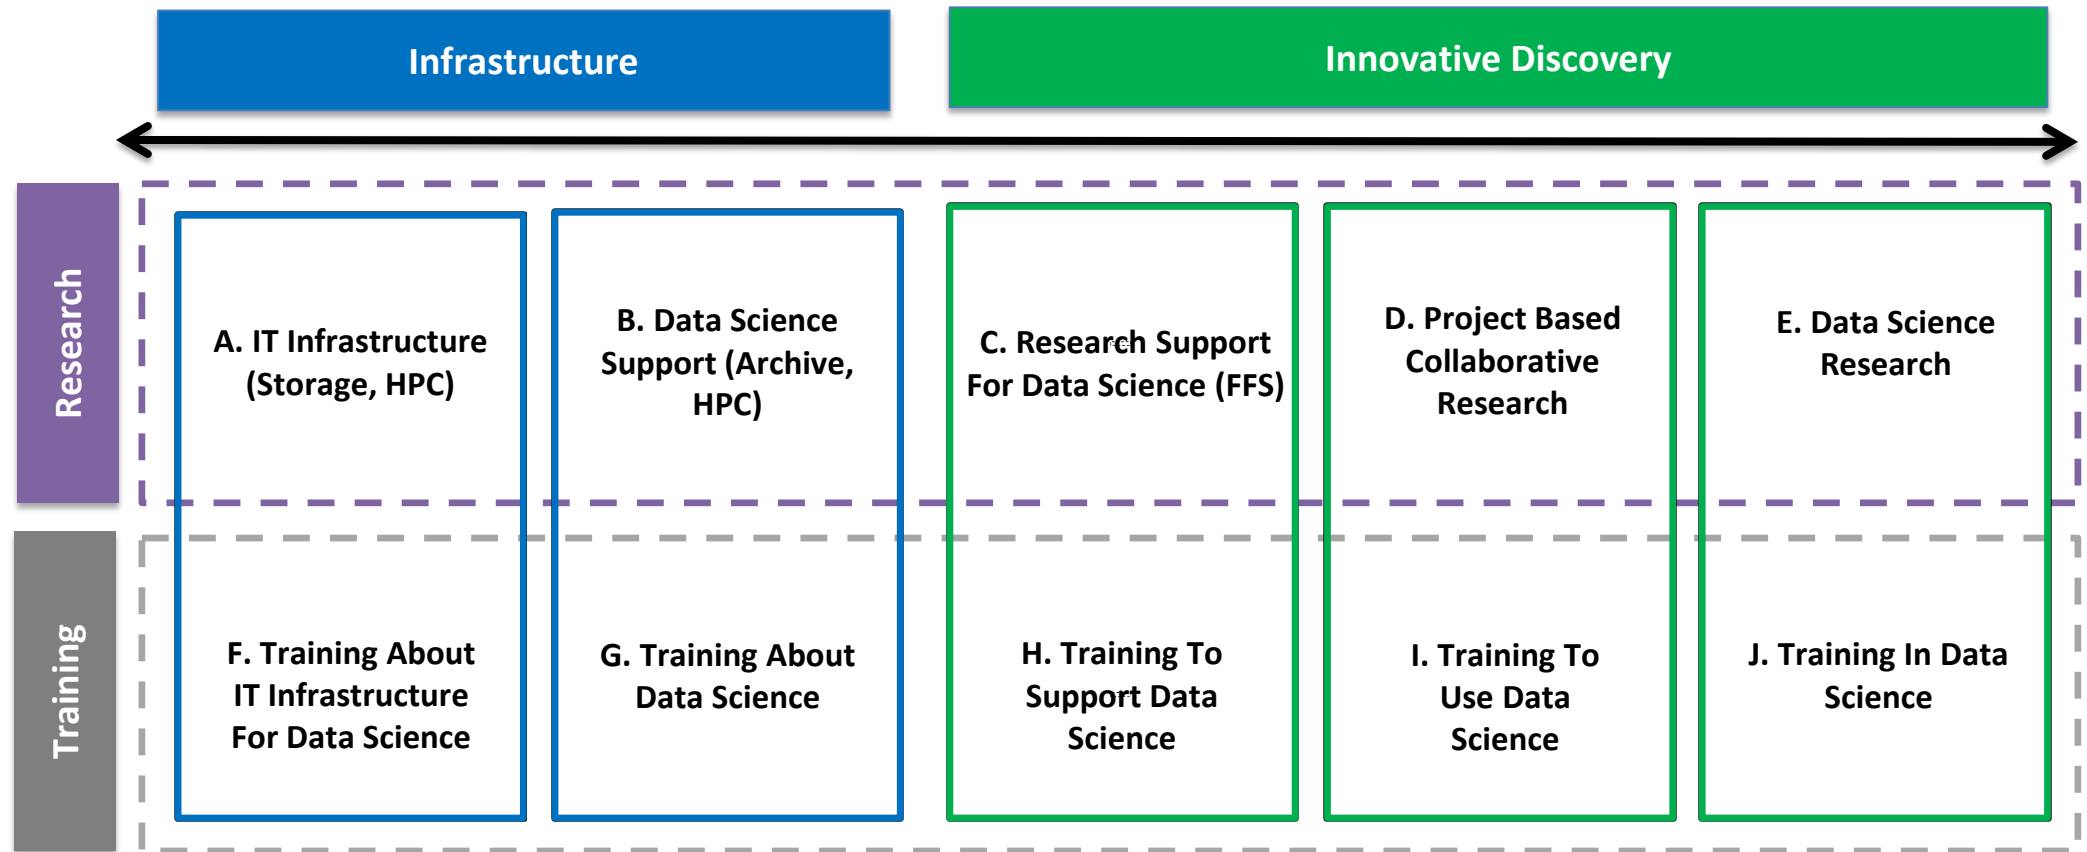 Infrastructure
Innovative Discovery
Research
A. IT Infrastructure
(Storage, HPC)
B. Data Science
Support (Archive,
HPC)
C. Research Support
For Data Science (FFS)
D. Project Based
Collaborative
Research
E. Data Science
Research
Training
F. Training About
IT Infrastructure
For Data Science
G. Training About
Data Science
H. Training To
Support Data
Science
I. Training To
Use Data
Science
J. Training In Data
Science